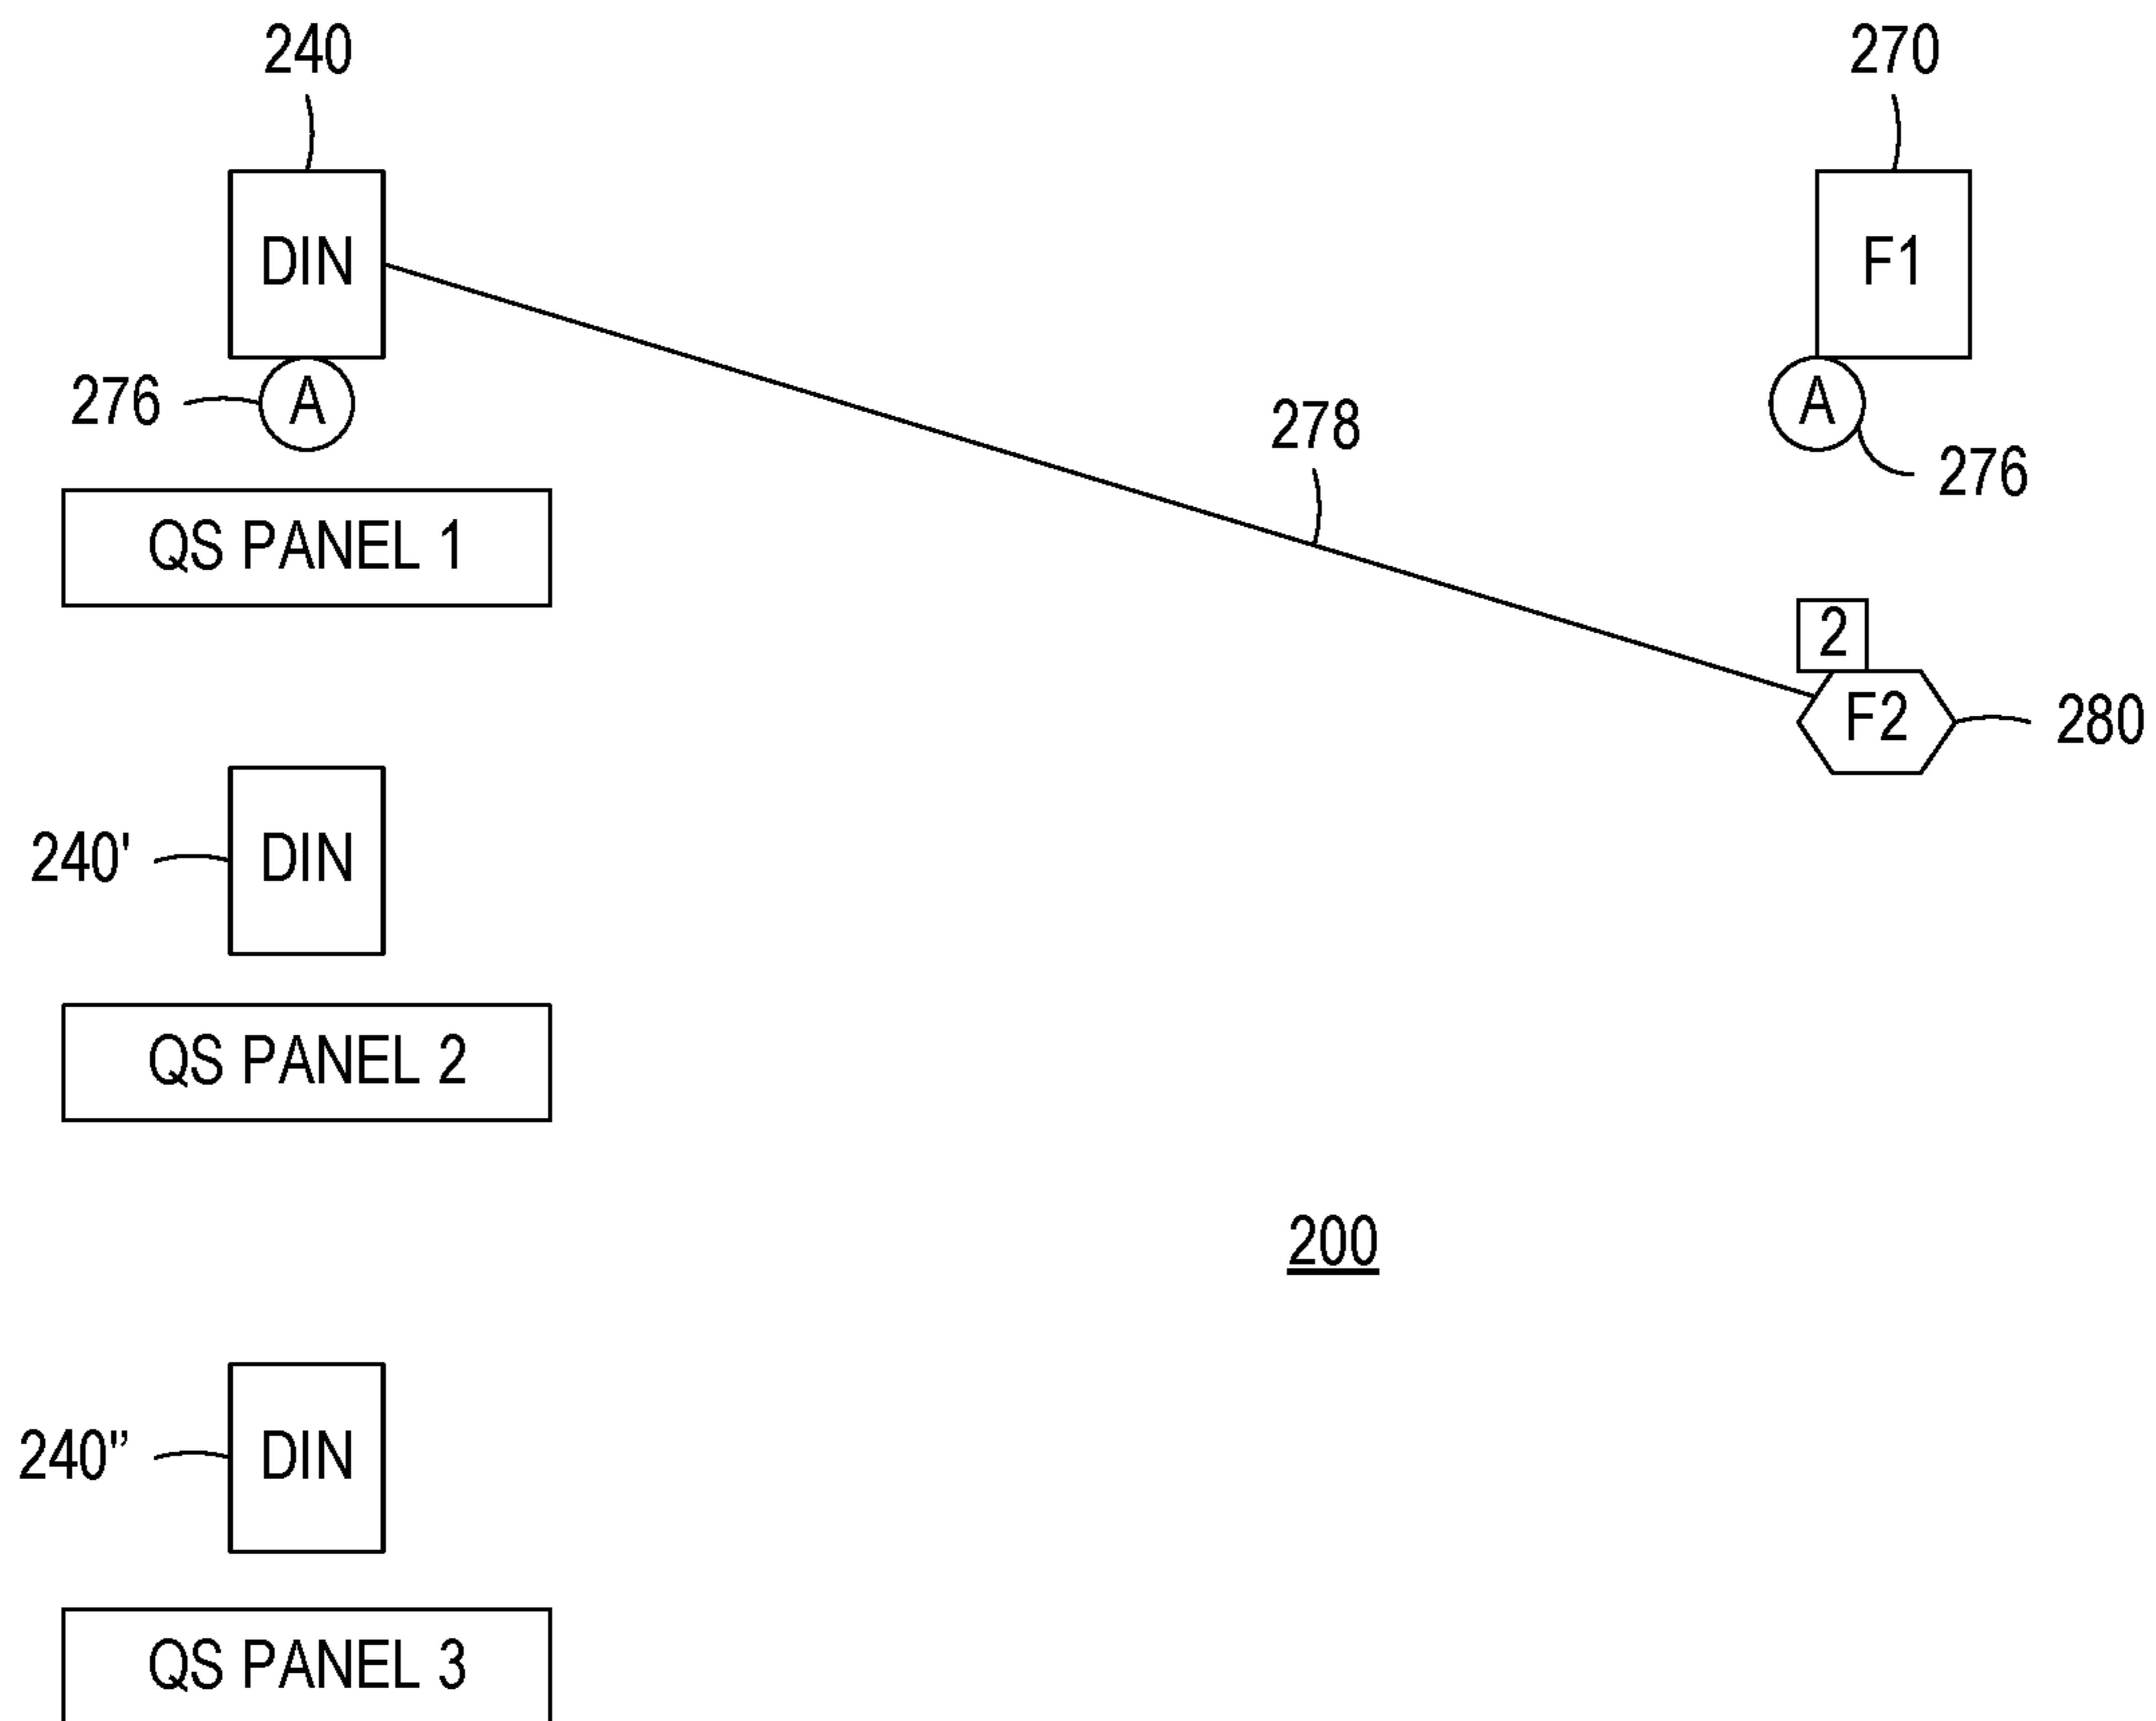 240
270
DIN
F1
276
A
A
276
278
QS PANEL 1
2
F2
280
240'
DIN
QS PANEL 2
200
240"
DIN
QS PANEL 3